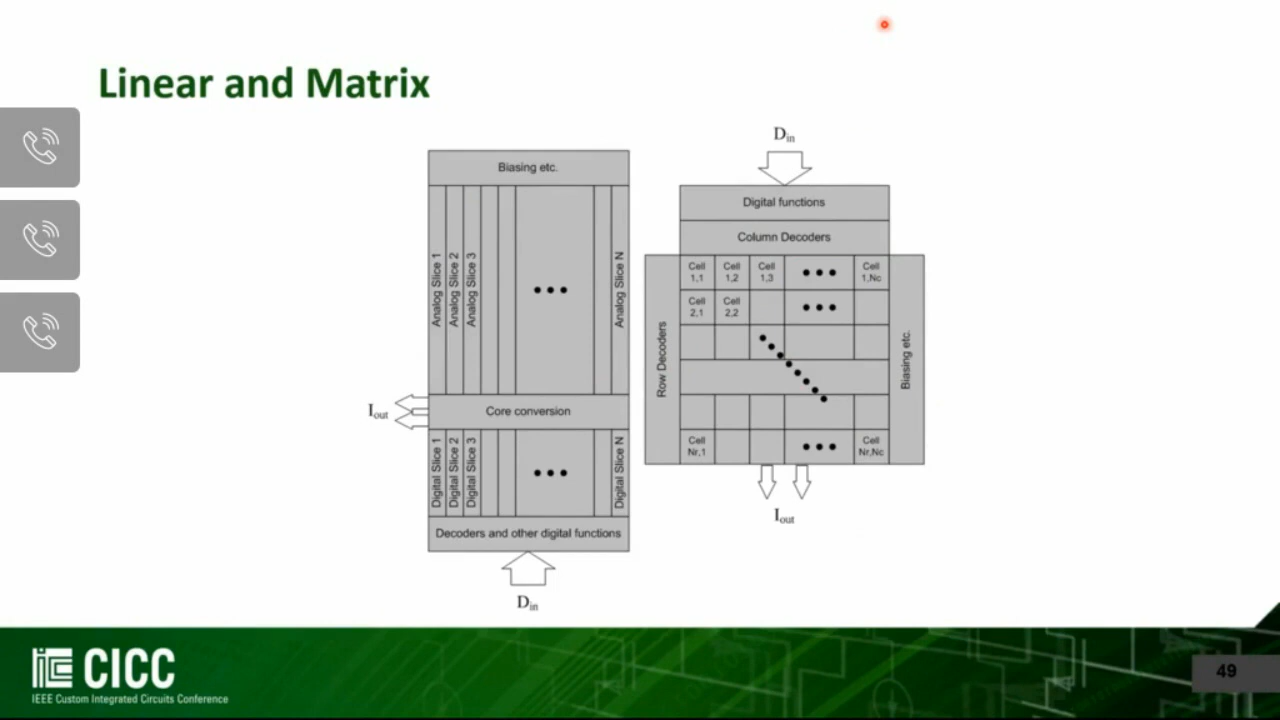 Linear and Matrix
Biasing etc.
Analog Slice 1
Analog Slice 2
Analog Slice 3
Analog Slice N
Iout
Core conversion
Digital Slice 1
Digital Slice 2
Digital Slice 3
Digital Slice N
Decoders and other digital functions
Din
Din
Digital functions
Column Decoders
Row Decoders
Cell 1,1
Cell 1,2
Cell 1,3
Cell 1,Nc
Cell 2,1
Cell 2,2
Cell Nr,1
Cell Nr,Nc
Biasing etc.
Iout
CICC
IEEE Custom Integrated Circuits Conference
49